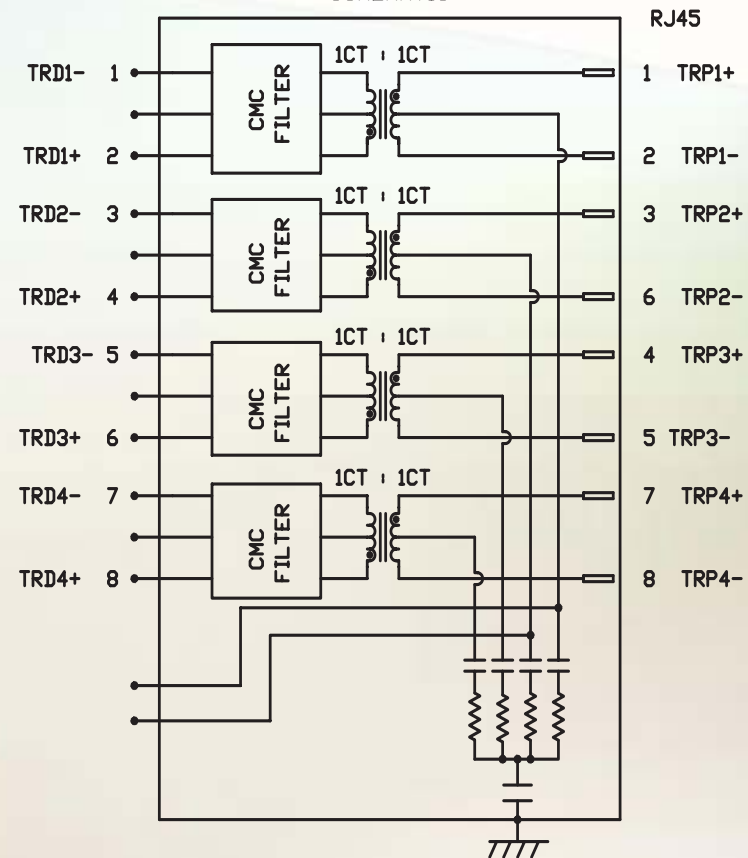 RJ45
1CT : 1CT
TRD1- 1
CMC
FILTER
1 TRP1+
TRD1+ 2
2 TRP1-
1CT : 1CT
TRD2- 3
CMC
FILTER
3 TRP2+
TRD2+ 4
6 TRP2-
1CT : 1CT
TRD3- 5
CMC
FILTER
4 TRP3+
TRD3+ 6
5 TRP3-
1CT : 1CT
TRD4- 7
CMC
FILTER
7 TRP4+
TRD4+ 8
8 TRP4-